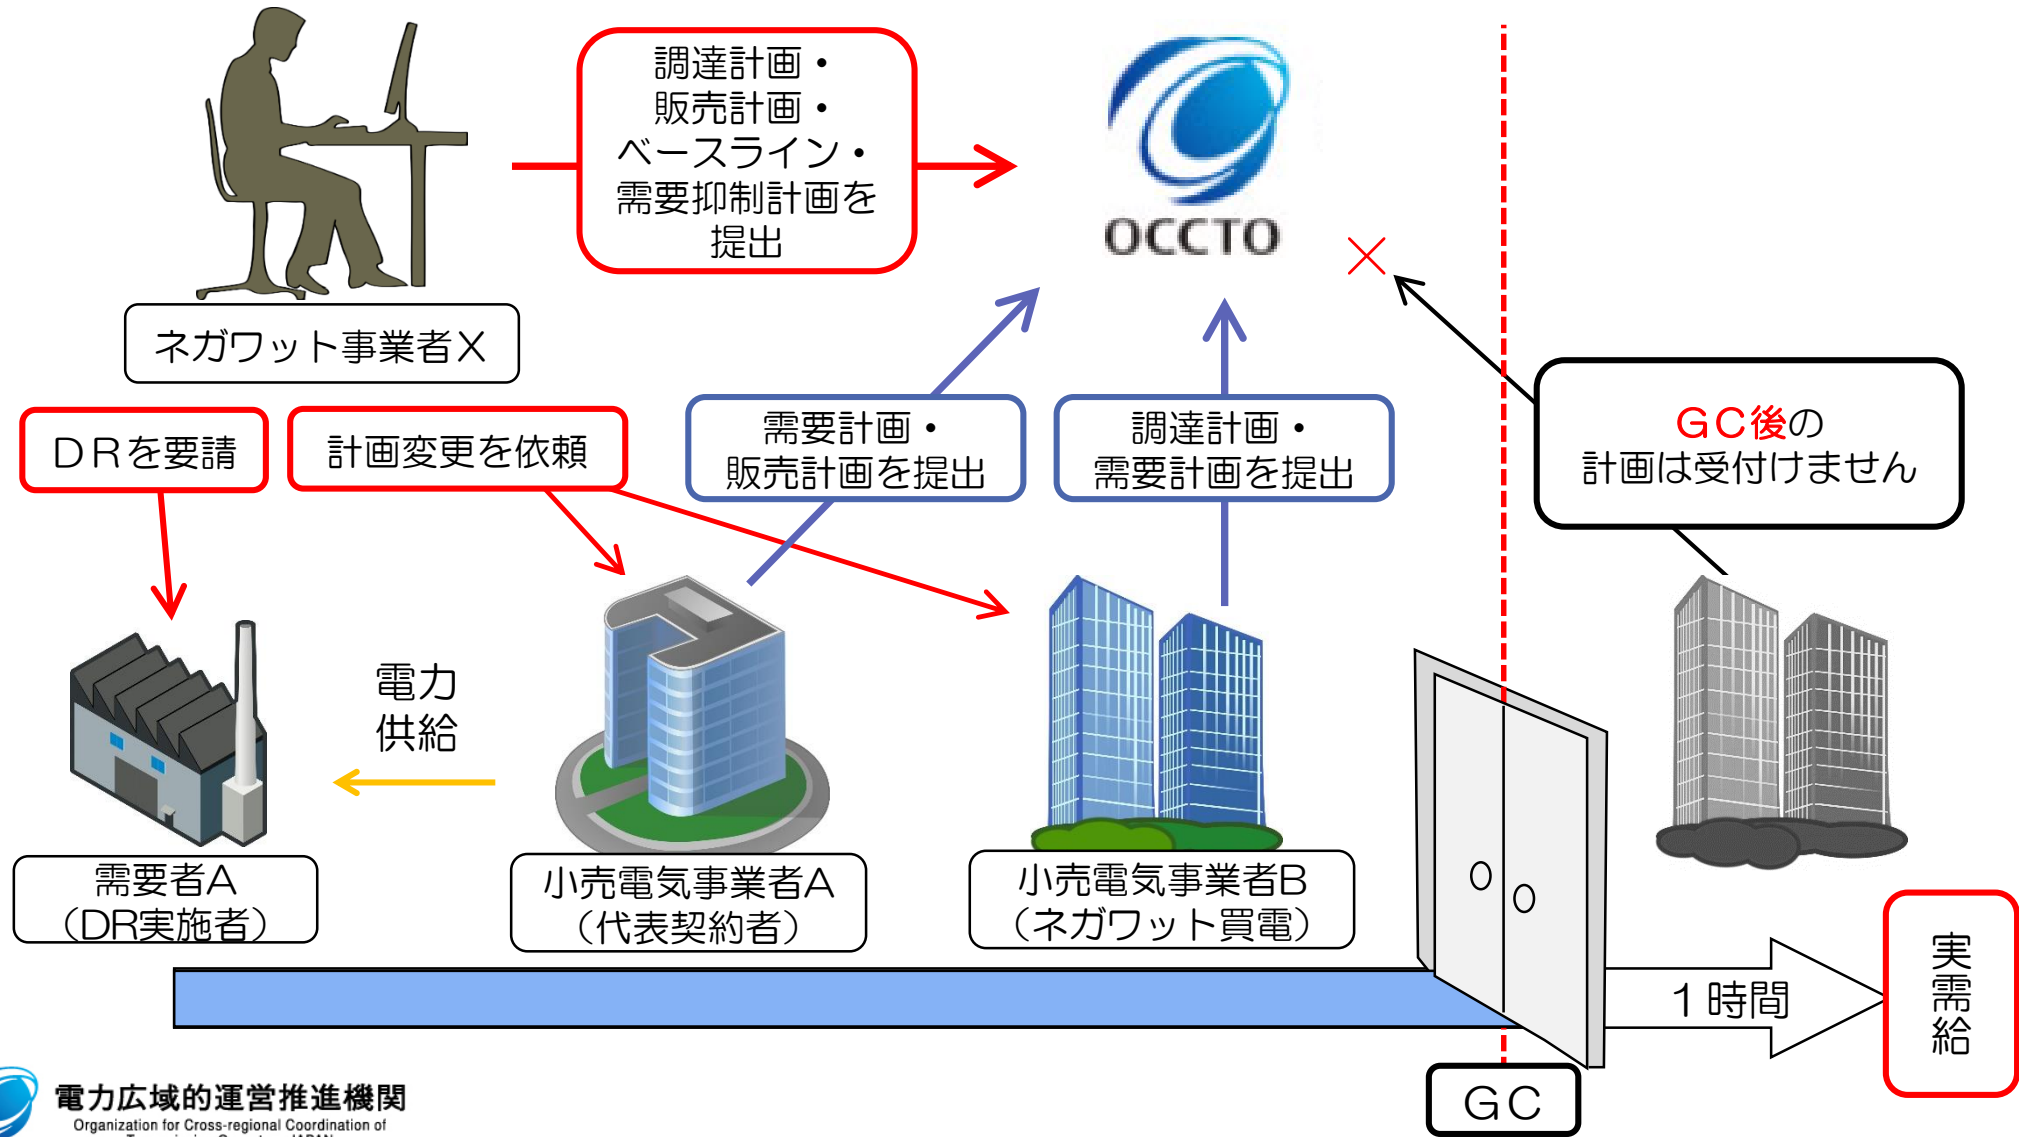 調達計画・
販売計画・
ベースライン・
需要抑制計画を
提出
OCCTO
ネガワット事業者X
DRを要請
計画変更を依頼
需要計画・
販売計画を提出
調達計画・
需要計画を提出
GC後の
計画は受付けません
電力
供給
需要者A
（DR実施者）
小売電気事業者A
（代表契約者）
小売電気事業者B
（ネガワット買電）
1時間
実需給
GC
電力広域的運営推進機関
Organization for Cross-regional Coordination of